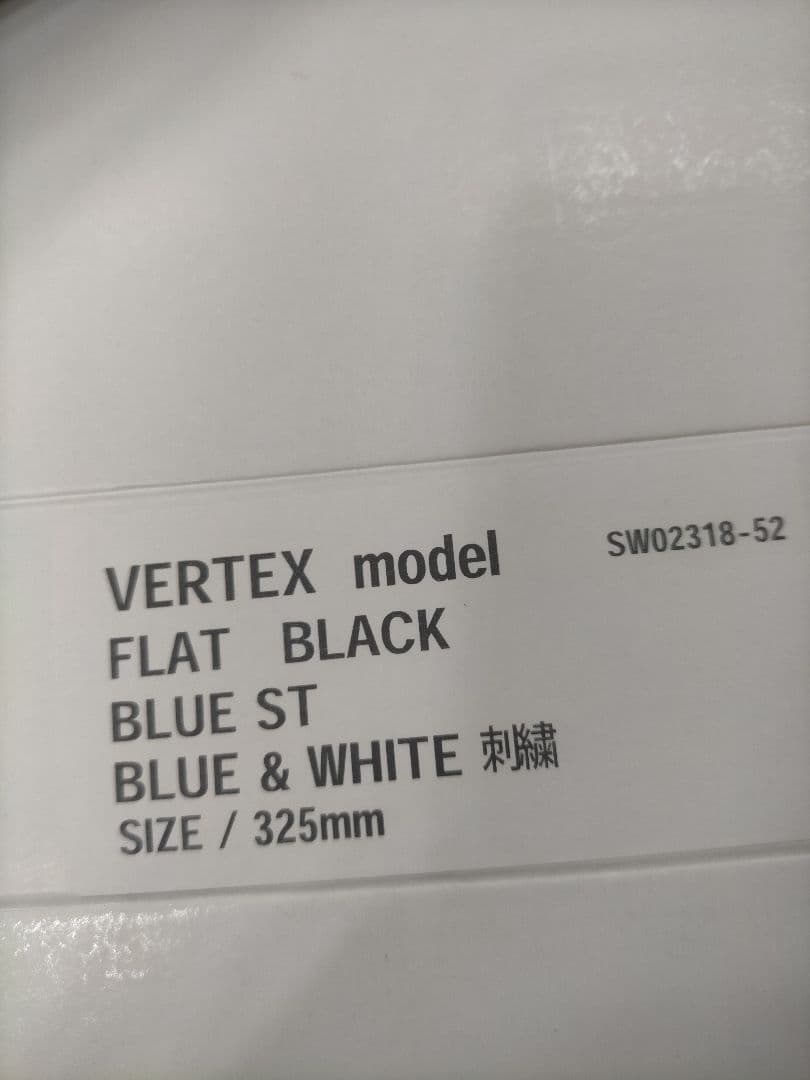 VERTEX model SW02318-52
FLAT BLACK
BLUE ST
BLUE & WHITE 刺繍
SIZE / 325mm